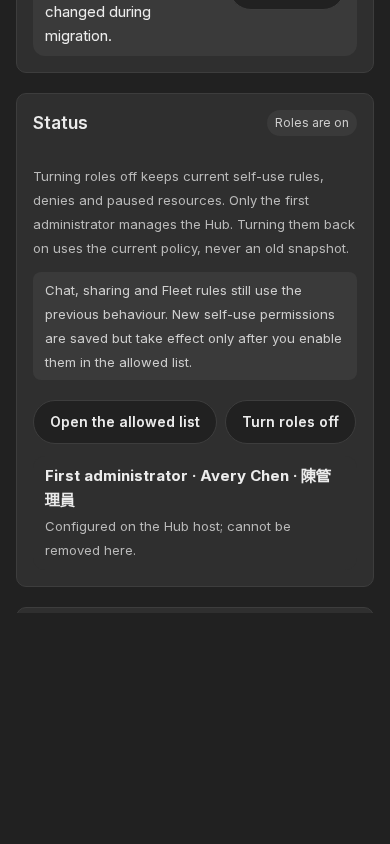 changed during
migration.
Status
Roles are on
Turning roles off keeps current self-use rules,
denies and paused resources. Only the first
administrator manages the Hub. Turning them back
on uses the current policy, never an old snapshot.
Chat, sharing and Fleet rules still use the
previous behaviour. New self-use permissions
are saved but take effect only after you enable
them in the allowed list.
Open the allowed list
Turn roles off
First administrator · Avery Chen · 陳管
理員
Configured on the Hub host; cannot be
removed here.